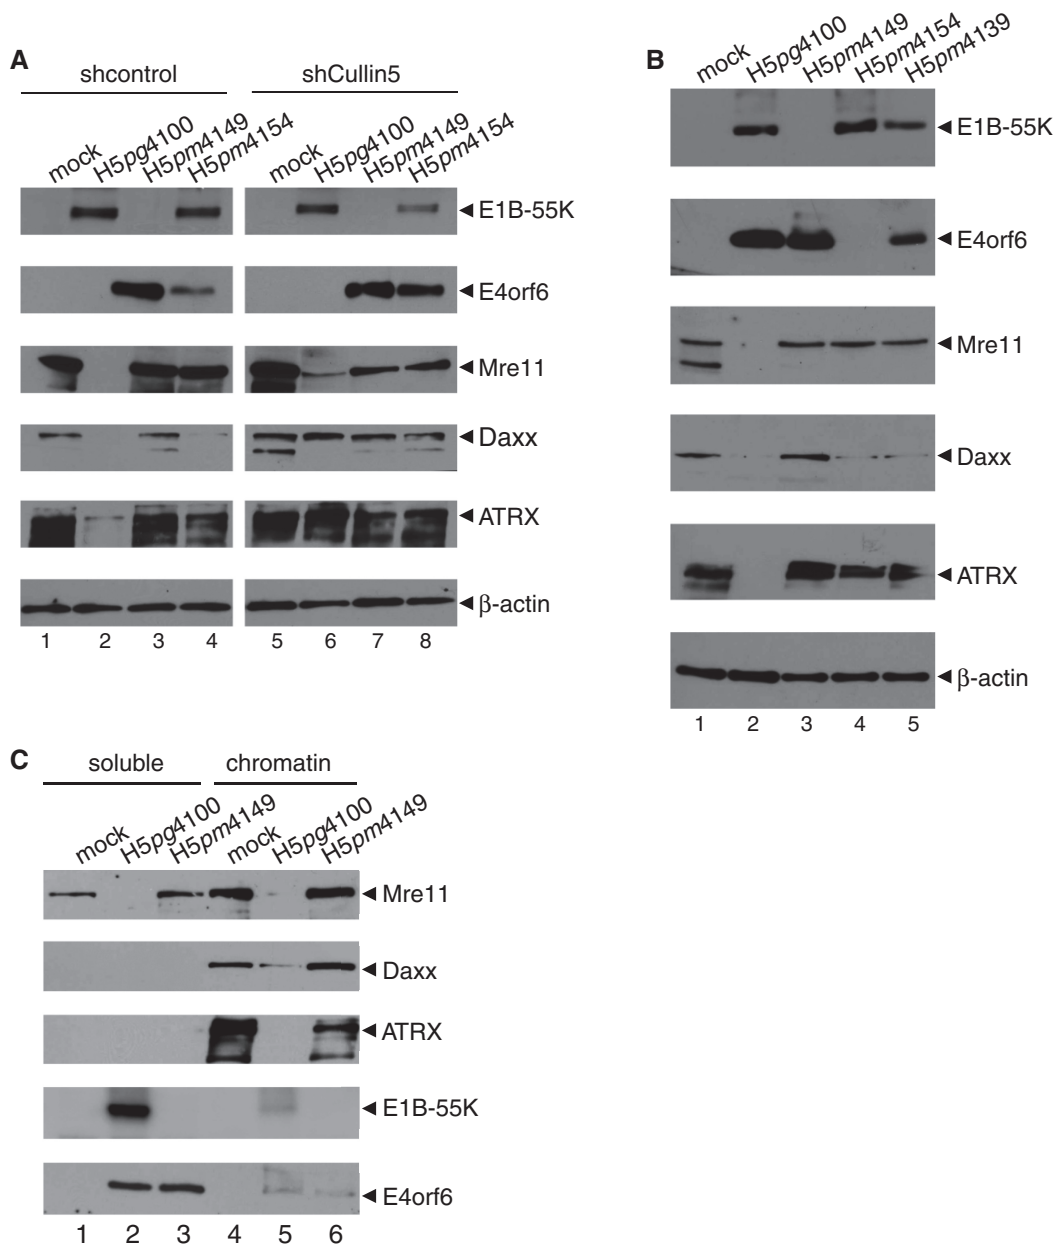 A
shcontrol shCullin5
mock H5pg4100 H5pm4149 H5pm4154 mock H5pg4100 H5pm4149 H5pm4154
E1B-55K
E4orf6
Mre11
Daxx
ATRX
β-actin
1 2 3 4 5 6 7 8
B
mock H5pg4100 H5pm4149 H5pm4154 H5pm4139
E1B-55K
E4orf6
Mre11
Daxx
ATRX
β-actin
1 2 3 4 5
C
soluble chromatin
mock H5pg4100 H5pm4149 mock H5pg4100 H5pm4149
Mre11
Daxx
ATRX
E1B-55K
E4orf6
1 2 3 4 5 6